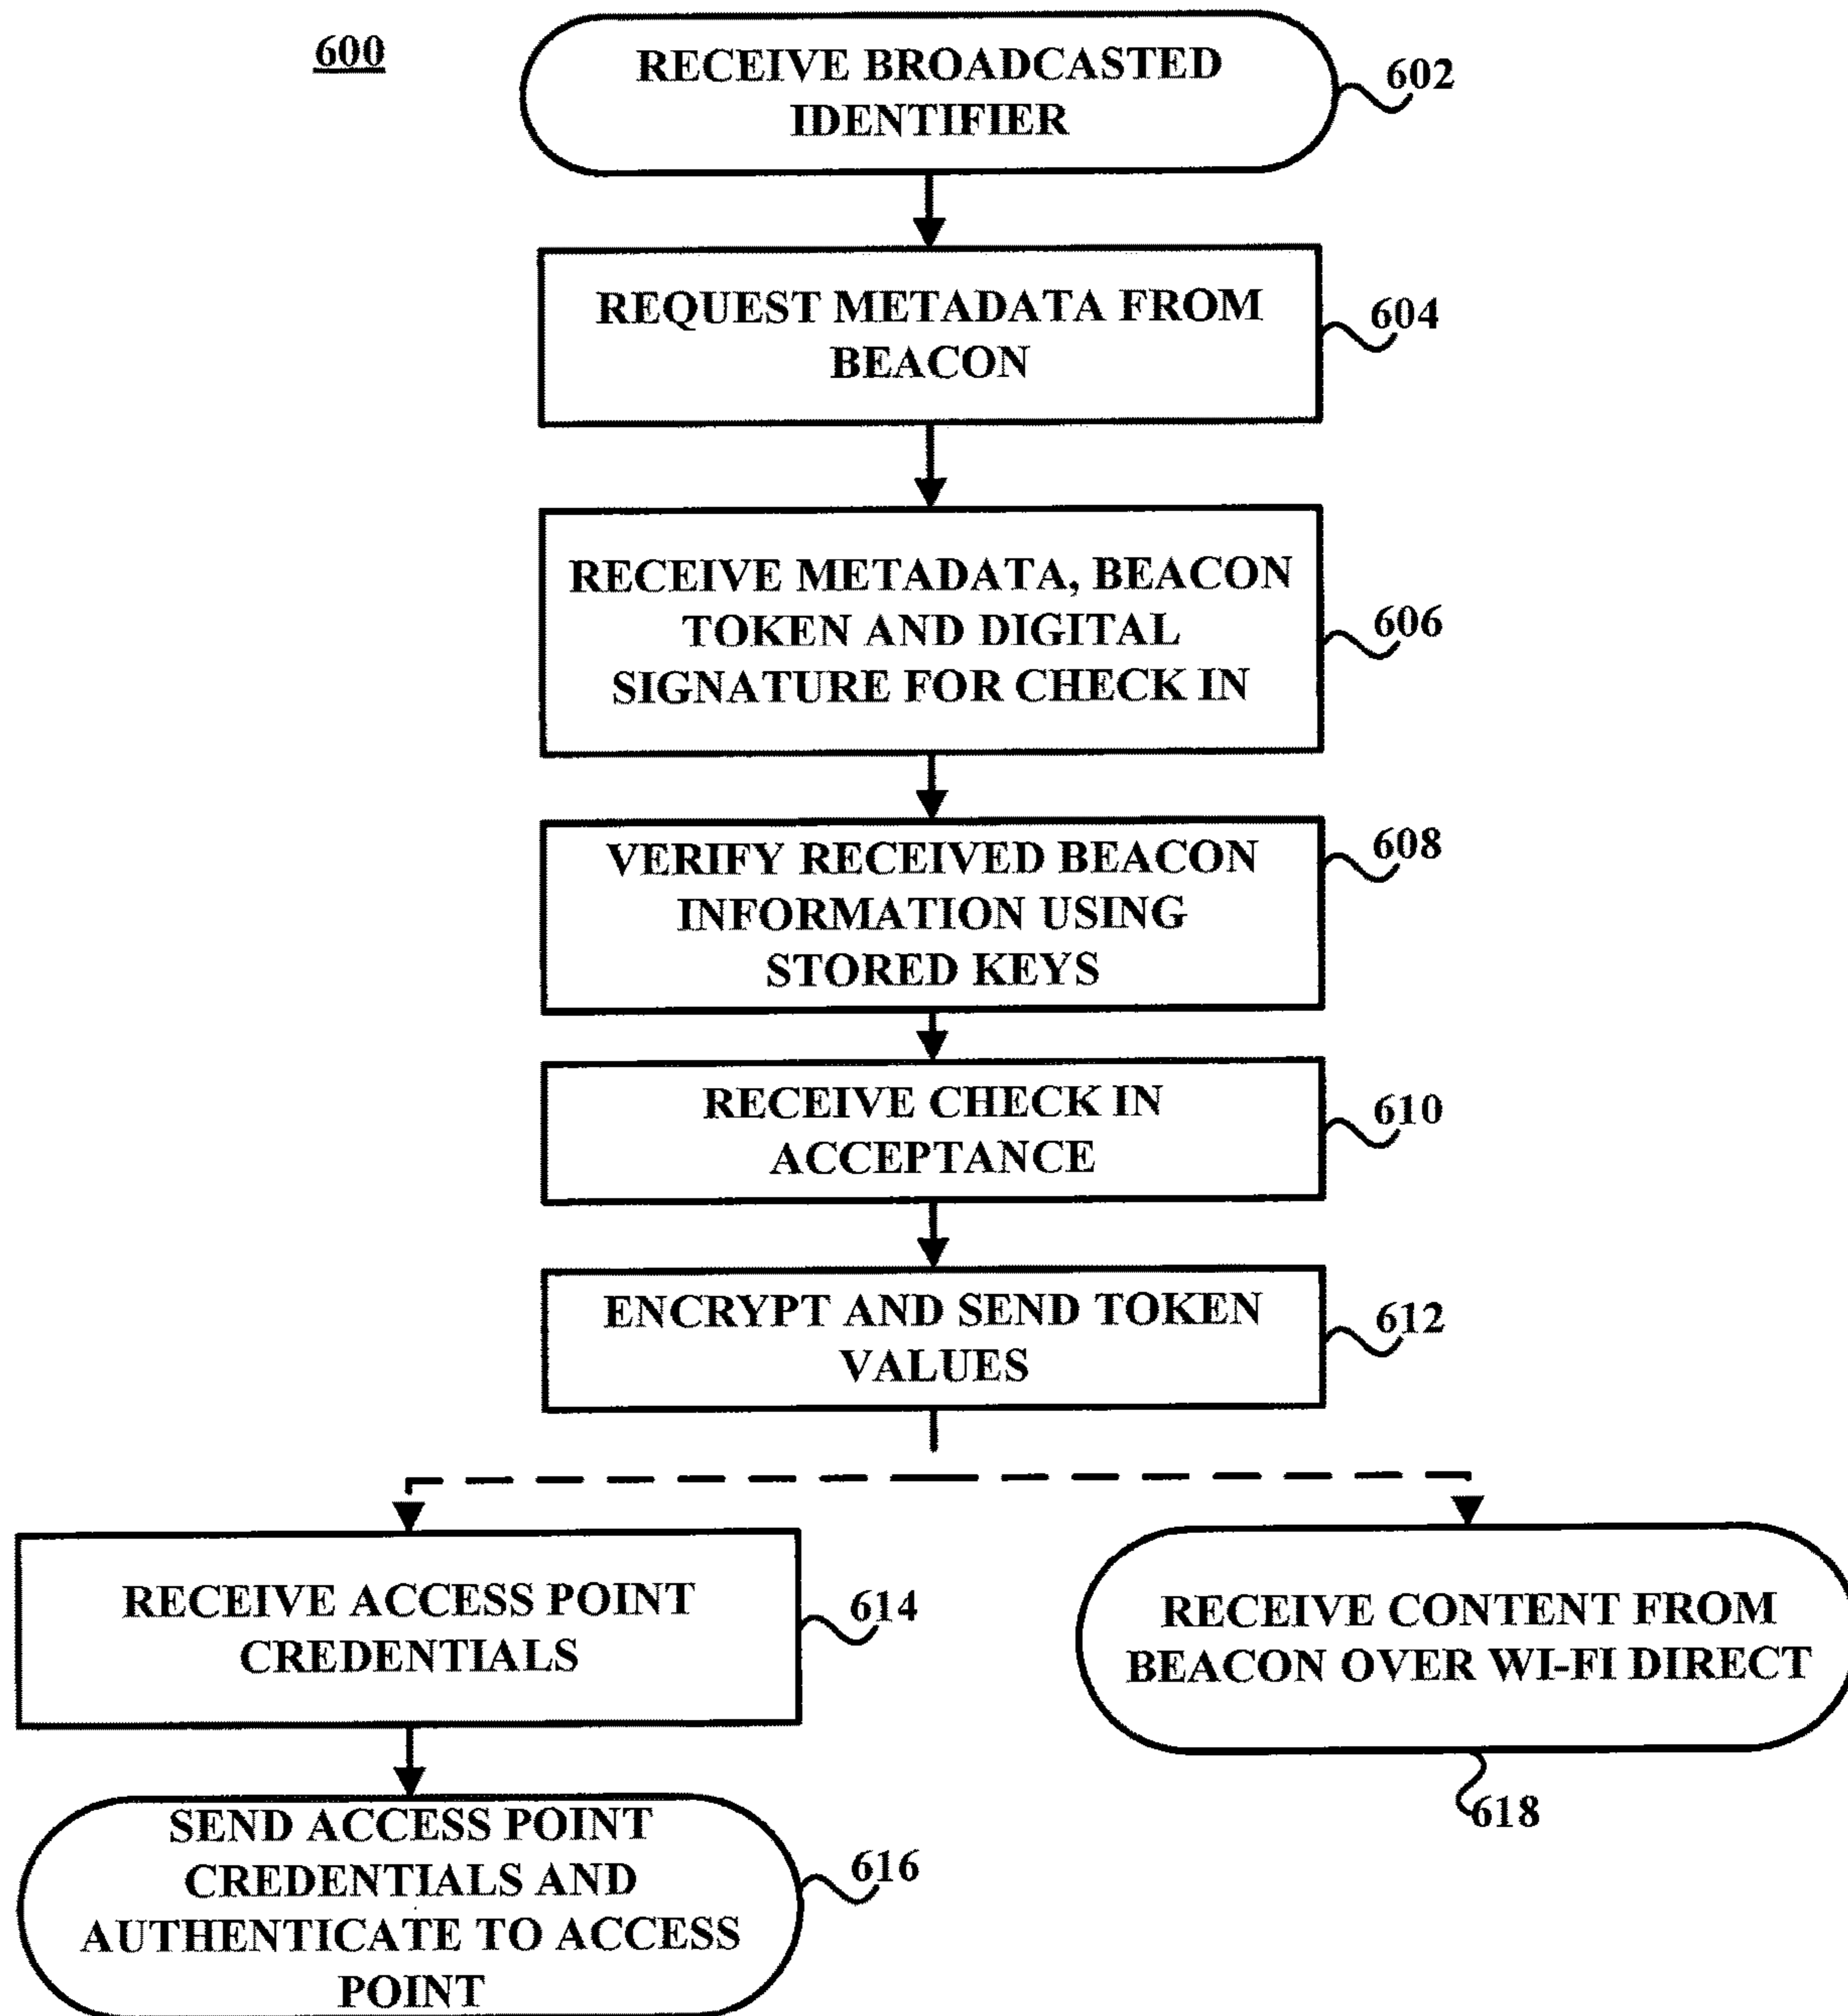 600
RECEIVE BROADCASTED
IDENTIFIER
602
REQUEST METADATA FROM
BEACON
604
RECEIVE METADATA, BEACON
TOKEN AND DIGITAL
SIGNATURE FOR CHECK IN
606
VERIFY RECEIVED BEACON
INFORMATION USING
STORED KEYS
608
RECEIVE CHECK IN
ACCEPTANCE
610
ENCRYPT AND SEND TOKEN
VALUES
612
RECEIVE ACCESS POINT
CREDENTIALS
614
RECEIVE CONTENT FROM
BEACON OVER WI-FI DIRECT
618
SEND ACCESS POINT
CREDENTIALS AND
AUTHENTICATE TO ACCESS
POINT
616